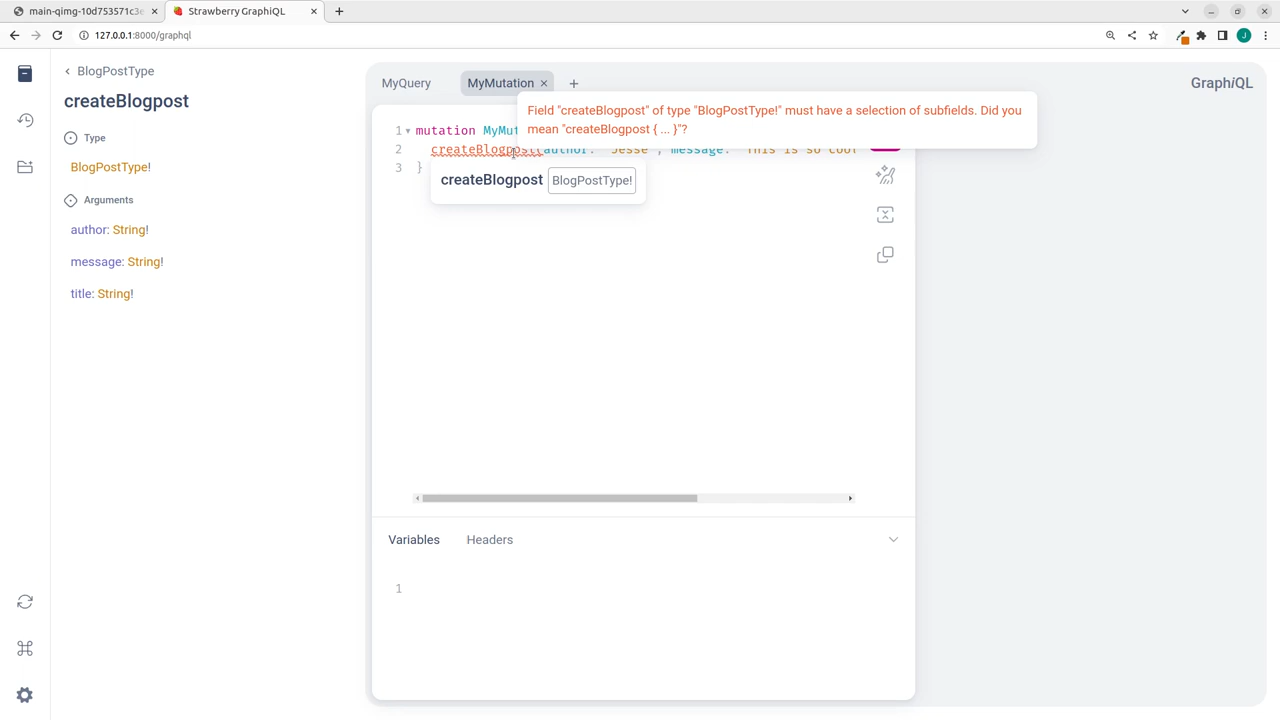 main-qimg-10d753571c3e
Strawberry GraphiQL
127.0.0.1:8000/graphql
J
BlogPostType
createBlogpost
Type
BlogPostType!
Arguments
author: String!
message: String!
title: String!
MyQuery
MyMutation
GraphiQL
Field "createBlogpost" of type "BlogPostType!" must have a selection of subfields. Did you
mean "createBlogpost { ... }"?
1 mutation MyMut
2 createBlogpost(author: "Jesse", message: "This is so cool
3 }
createBlogpost BlogPostType!
Variables
Headers
1